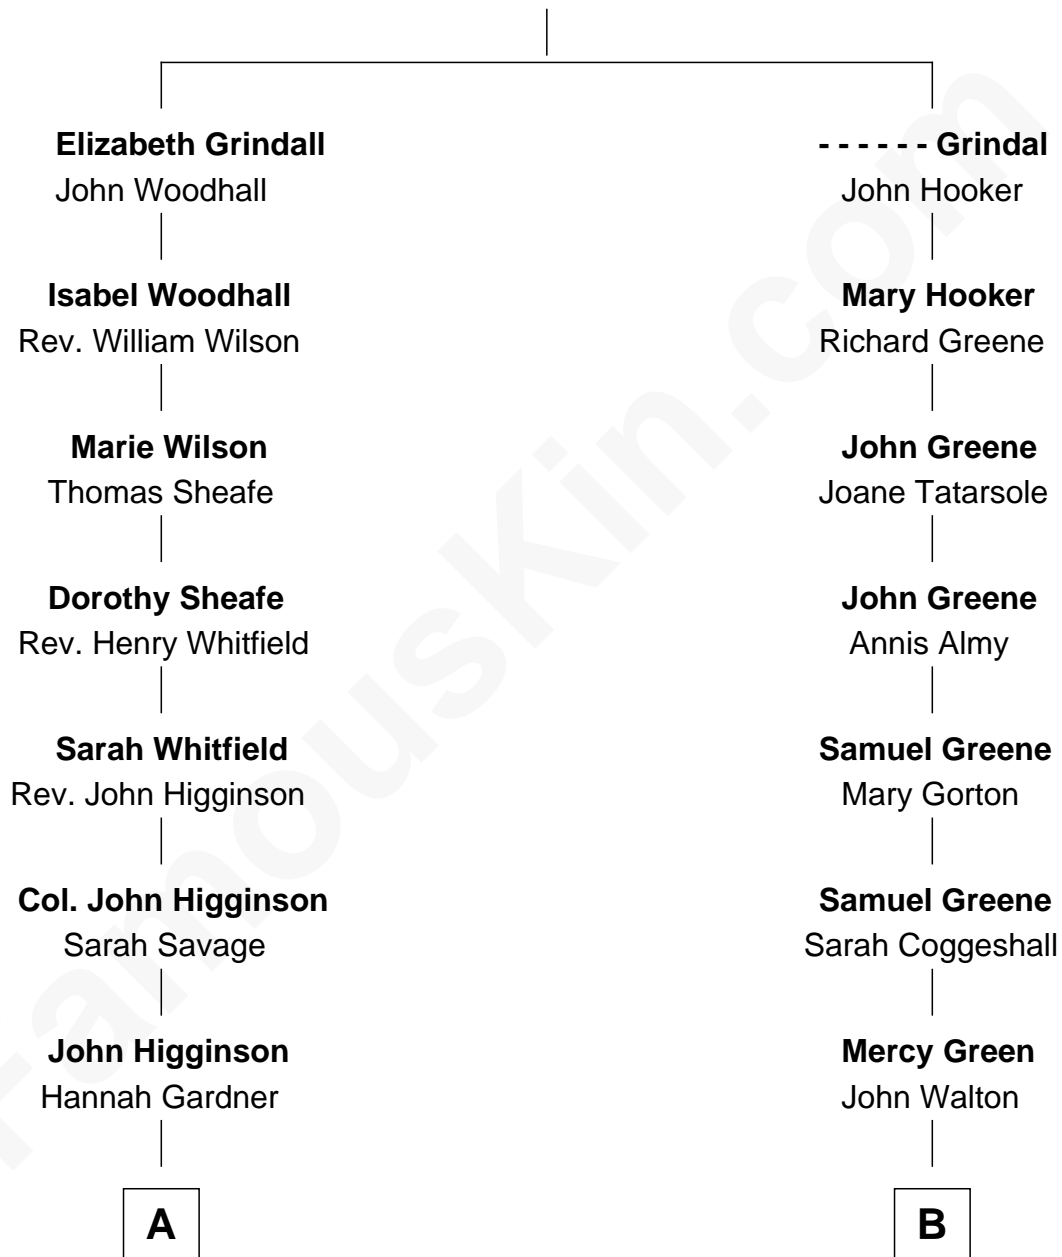 Elizabeth Grindall
John Woodhall
Isabel Woodhall
Rev. William Wilson
Marie Wilson
Thomas Sheafe
Dorothy Sheafe
Rev. Henry Whitfield
Sarah Whitfield
Rev. John Higginson
Col. John Higginson
Sarah Savage
John Higginson
Hannah Gardner
A
- - - - - - Grindal
John Hooker
Mary Hooker
Richard Greene
John Greene
Joane Tatarsole
John Greene
Annis Almy
Samuel Greene
Mary Gorton
Samuel Greene
Sarah Coggeshall
Mercy Green
John Walton
B
FamousKin.com